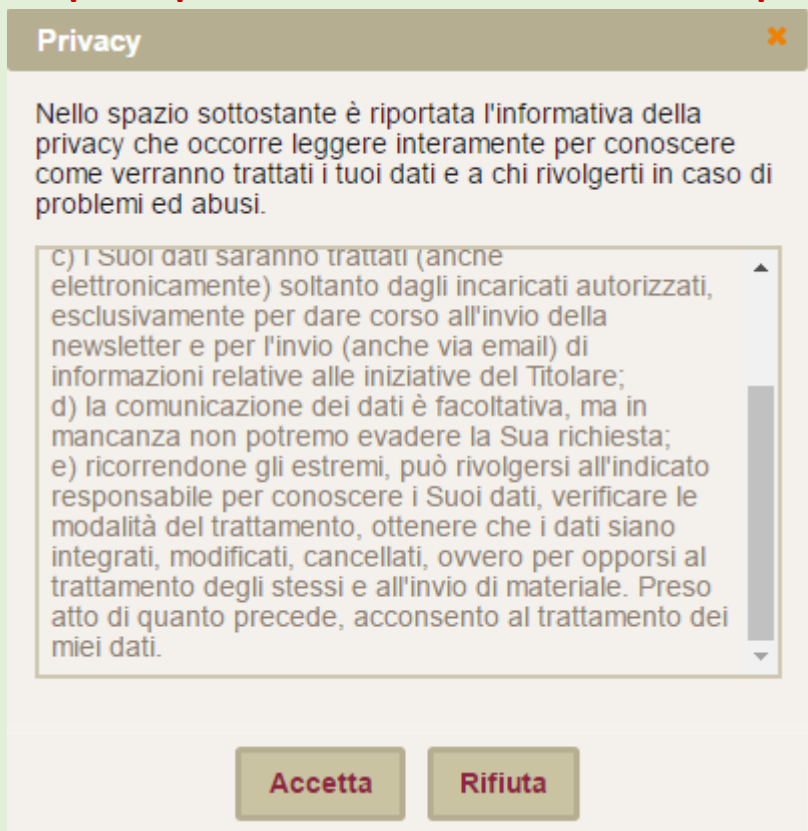 Privacy
Nello spazio sottostante è riportata l'informativa della
privacy che occorre leggere interamente per conoscere
come verranno trattati i tuoi dati e a chi rivolgerti in caso di
problemi ed abusi.
c) i Suoi dati saranno trattati (anche
elettronicamente) soltanto dagli incaricati autorizzati,
esclusivamente per dare corso all'invio della
newsletter e per l'invio (anche via email) di
informazioni relative alle iniziative del Titolare;
d) la comunicazione dei dati è facoltativa, ma in
mancanza non potremo evadere la Sua richiesta;
e) ricorrendone gli estremi, può rivolgersi all'indicato
responsabile per conoscere i Suoi dati, verificare le
modalità del trattamento, ottenere che i dati siano
integrati, modificati, cancellati, ovvero per opporsi al
trattamento degli stessi e all'invio di materiale. Preso
atto di quanto precede, acconsento al trattamento dei
miei dati.
Accetta Rifiuta